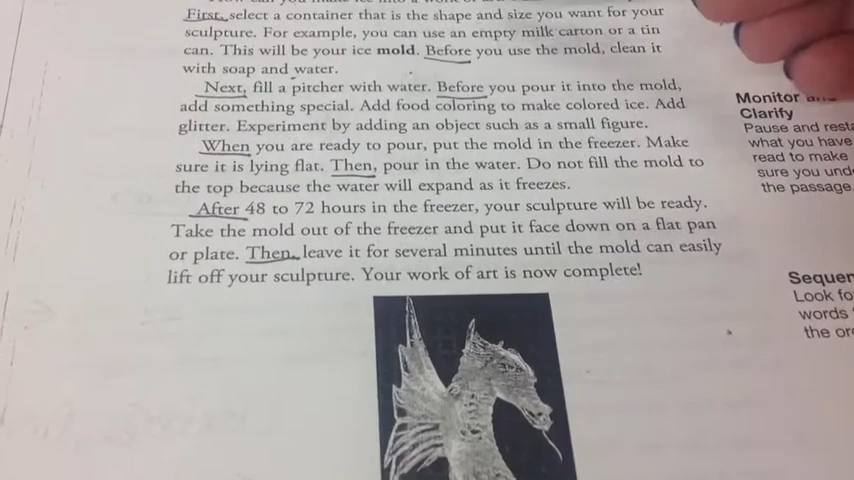 First, select a container that is the shape and size you want for your
sculpture. For example, you can use an empty milk carton or a tin
can. This will be your ice mold. Before you use the mold, clean it
with soap and water.
Next, fill a pitcher with water. Before you pour it into the mold,
add something special. Add food coloring to make colored ice. Add
glitter. Experiment by adding an object such as a small figure.
When you are ready to pour, put the mold in the freezer. Make
sure it is lying flat. Then, pour in the water. Do not fill the mold to
the top because the water will expand as it freezes.
After 48 to 72 hours in the freezer, your sculpture will be ready.
Take the mold out of the freezer and put it face down on a flat pan
or plate. Then, leave it for several minutes until the mold can easily
lift off your sculpture. Your work of art is now complete!
Monitor and
Clarify
Pause and
what you have
read to make
sure you
the passage.
Look
words
the